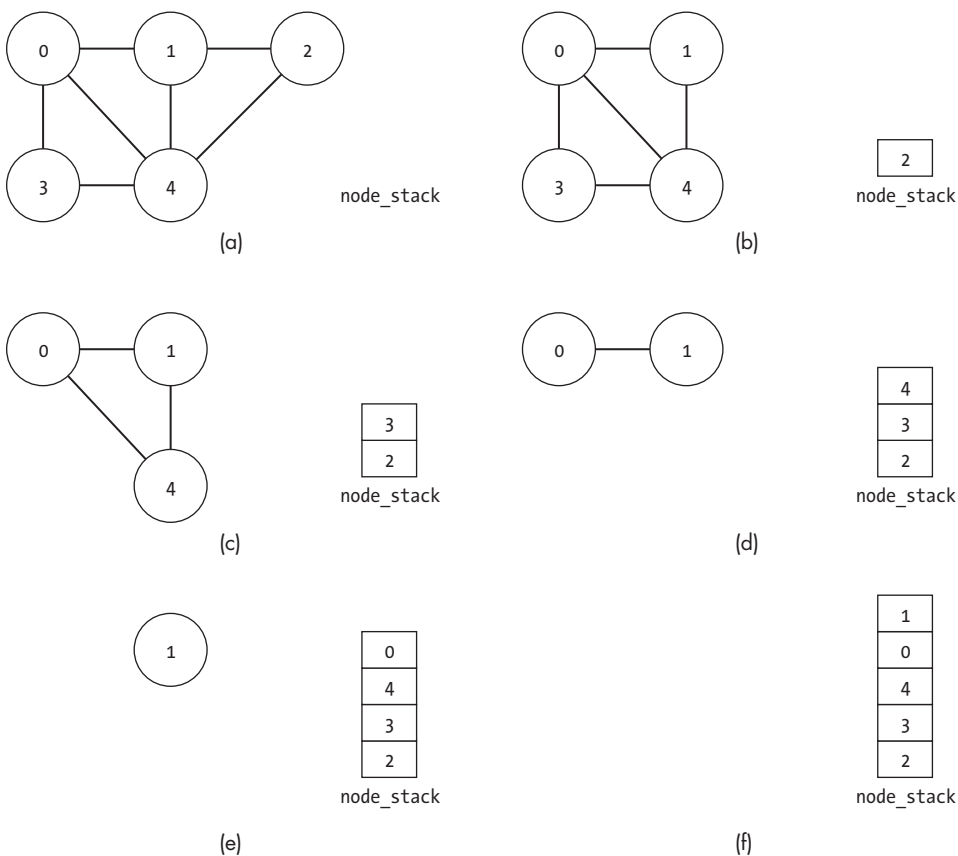 0 1 2
3 4
node_stack
(a)
0 1
3 4
2
node_stack
(b)
0 1
4
3
2
node_stack
(c)
0 1
4
3
2
node_stack
(d)
1
0
4
3
2
node_stack
(e)
1
0
4
3
2
node_stack
(f)